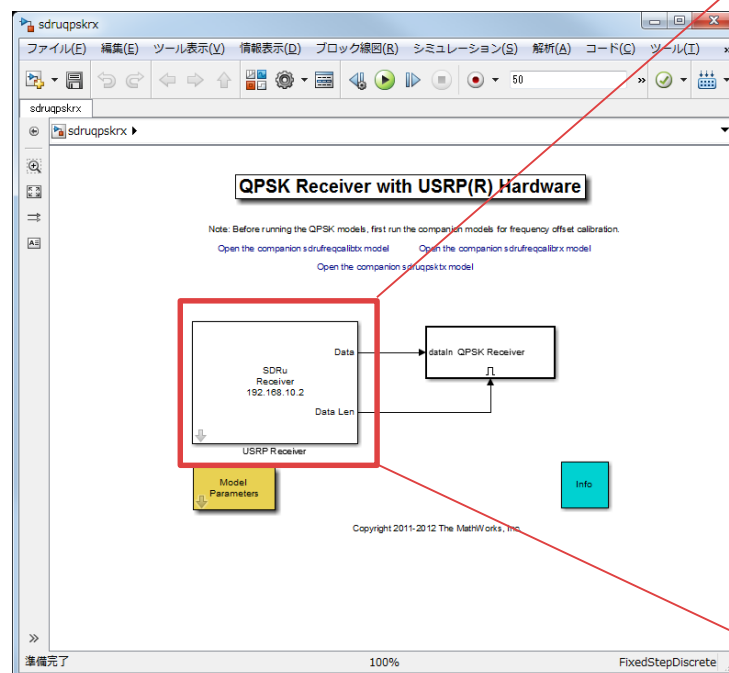 sdruqpskrx
ファイル(F) 編集(E) ツール表示(V) 情報表示(D) ブロック線図(R) シミュレーション(S) 解析(A) コード(C) ツール(T) »
50 »
sdruqpskrx
sdruqpskrx
QPSK Receiver with USRP(R) Hardware
Note: Before running the QPSK models, first run the companion models for frequency offset calibration.
Open the companion sdrufreqcalibtx model Open the companion sdrufreqcalibrx model
Open the companion sdruqpsktx model
Data
SDRu
Receiver
192.168.10.2
Data Len
USRP Receiver
dataIn QPSK Receiver
Model
Parameters
Info
Copyright 2011-2012 The MathWorks, Inc.
»
準備完了 100% FixedStepDiscrete